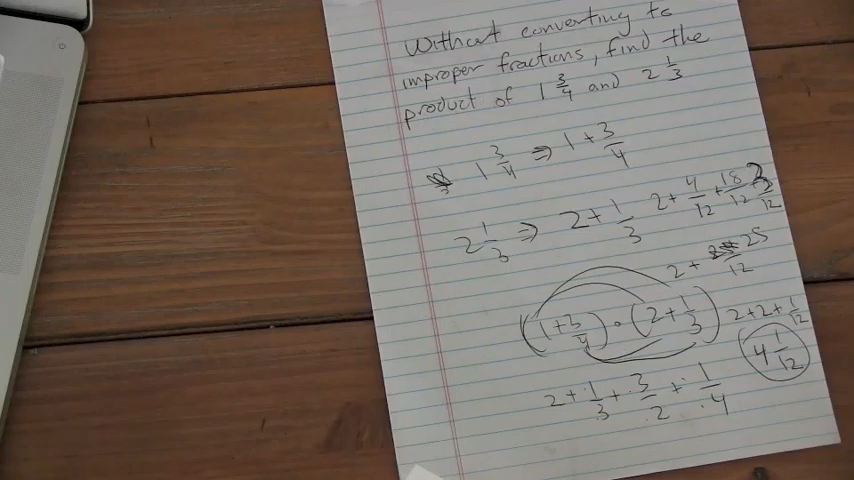 Without converting to
improper fractions, find the
product of 1 3/4 and 2 1/3
1 3/4 ⇒ 1 + 3/4
2 1/3 ⇒ 2 + 1/3
2 + 4/12 + 18/12 + 3/12
2 + 25/12
(1 + 3/4) · (2 + 1/3)
2 + 2 + 1/12
4 1/12
2 + 1/3 + 3/2 + 1/4